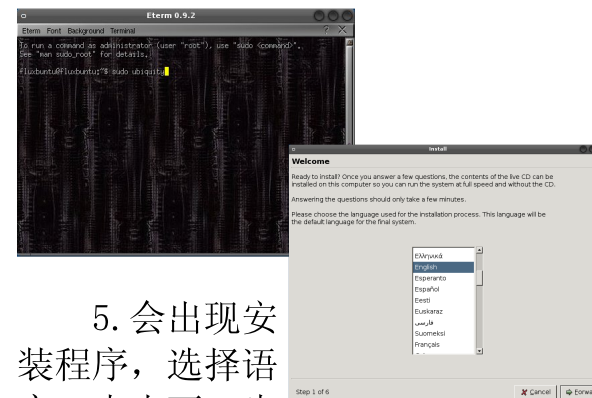 Eterm 0.9.2
Eterm Font Background Terminal
To run a command as administrator (user "root"), use "sudo <command>".
See "man sudo_root" for details.
fluxbuntu@fluxbuntu:~$ sudo ubiquity
Install
Welcome
Ready to install? Once you answer a few questions, the contents of the live CD can be
installed on this computer so you can run the system at full speed and without the CD.
Answering the questions should only take a few minutes.
Please choose the language used for the installation process. This language will be
the default language for the final system.
Ελληνικά
English
Esperanto
Español
Eesti
Euskaraz
فارسی
Suomeksi
Français
Step 1 of 6
Cancel
5.会出现安
装程序，选择语